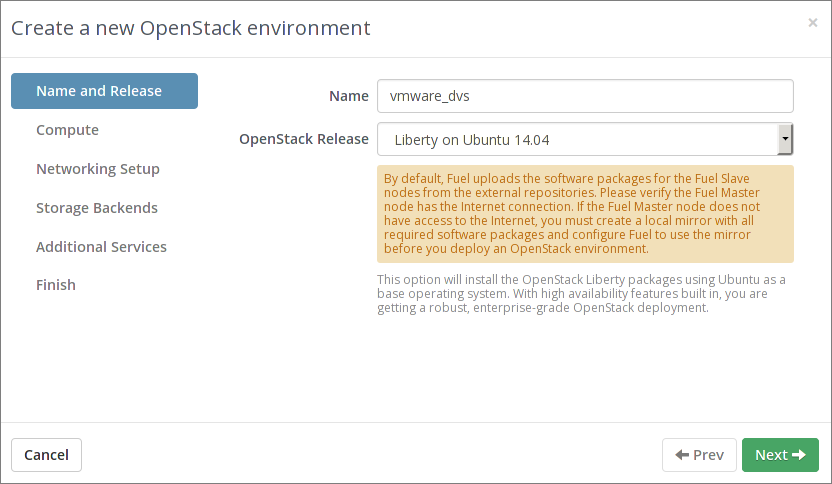 Create a new OpenStack environment
×
Name and Release
Compute
Networking Setup
Storage Backends
Additional Services
Finish
Name
vmware_dvs
OpenStack Release
Liberty on Ubuntu 14.04
By default, Fuel uploads the software packages for the Fuel Slave
nodes from the external repositories. Please verify the Fuel Master
node has the Internet connection. If the Fuel Master node does not
have access to the Internet, you must create a local mirror with all
required software packages and configure Fuel to use the mirror
before you deploy an OpenStack environment.
This option will install the OpenStack Liberty packages using Ubuntu as a
base operating system. With high availability features built in, you are
getting a robust, enterprise-grade OpenStack deployment.
Cancel
Prev
Next